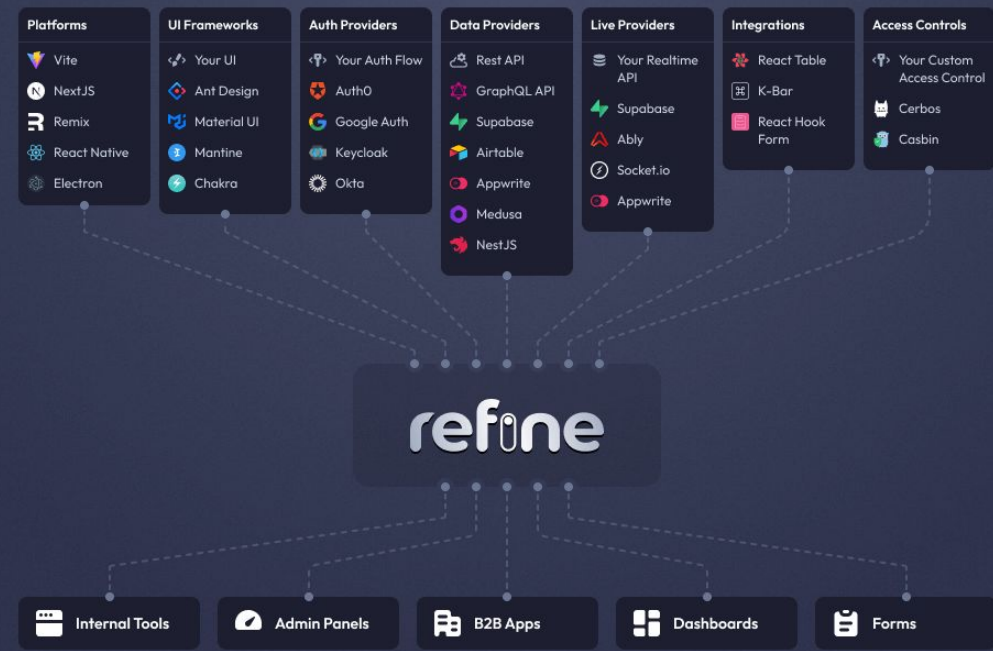 Platforms
Vite
NextJS
Remix
React Native
Electron
UI Frameworks
Your UI
Ant Design
Material UI
Mantine
Chakra
Auth Providers
Your Auth Flow
Auth0
Google Auth
Keycloak
Okta
Data Providers
Rest API
GraphQL API
Supabase
Airtable
Appwrite
Medusa
NestJS
Live Providers
Your Realtime
API
Supabase
Ably
Socket.io
Appwrite
Integrations
React Table
K-Bar
React Hook
Form
Access Controls
Your Custom
Access Control
Cerbos
Casbin
refine
Internal Tools
Admin Panels
B2B Apps
Dashboards
Forms